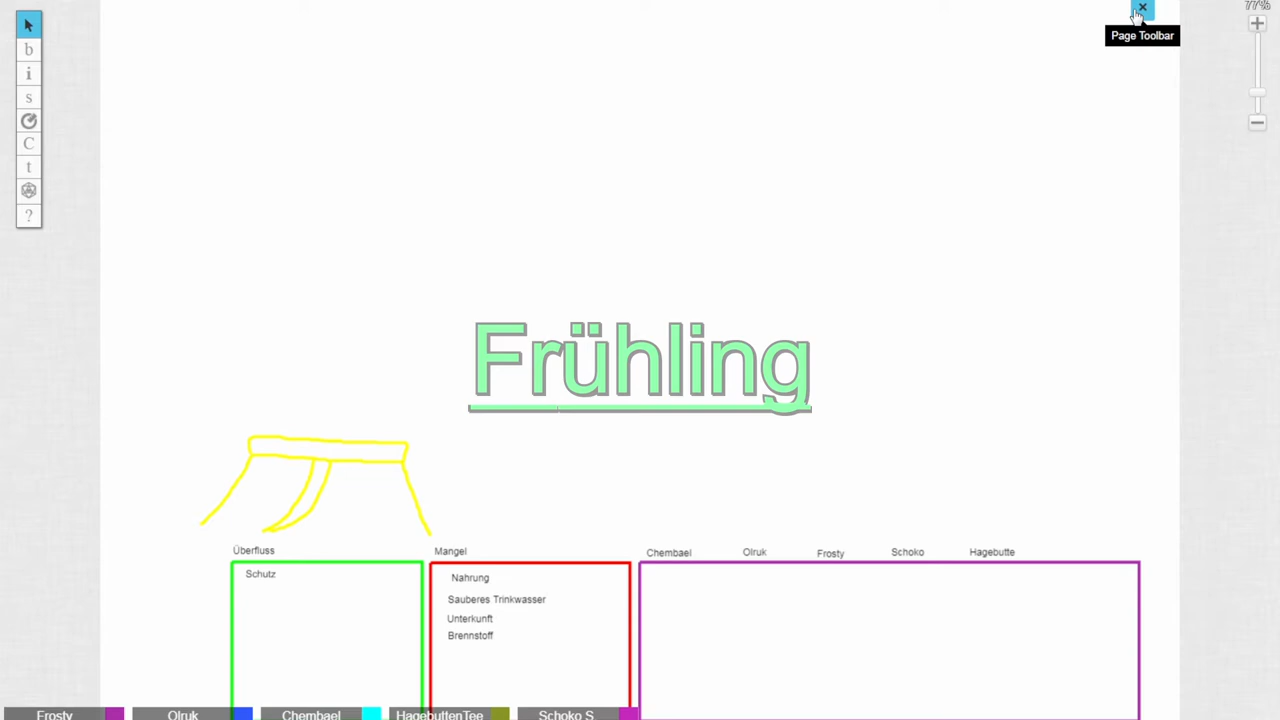 77%
×
Page Toolbar
b
i
s
C
t
?
Frühling
Überfluss
Mangel
Chembael
Olruk
Frosty
Schoko
Hagebutte
Schutz
Nahrung
Sauberes Trinkwasser
Unterkunft
Brennstoff
Frosty
Olruk
Chembael
HagebuttenTee
Schoko S